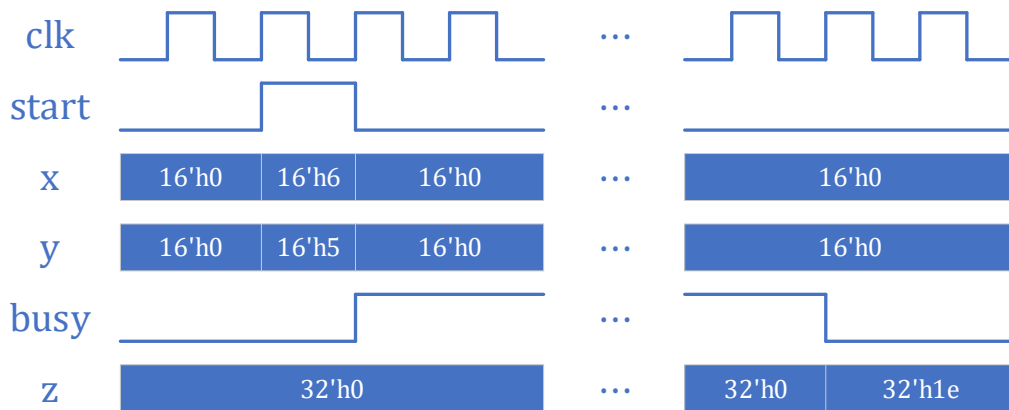 clk ...
start ...
x 16'h0 16'h6 16'h0 ... 16'h0
y 16'h0 16'h5 16'h0 ... 16'h0
busy ...
z 32'h0 ... 32'h0 32'h1e